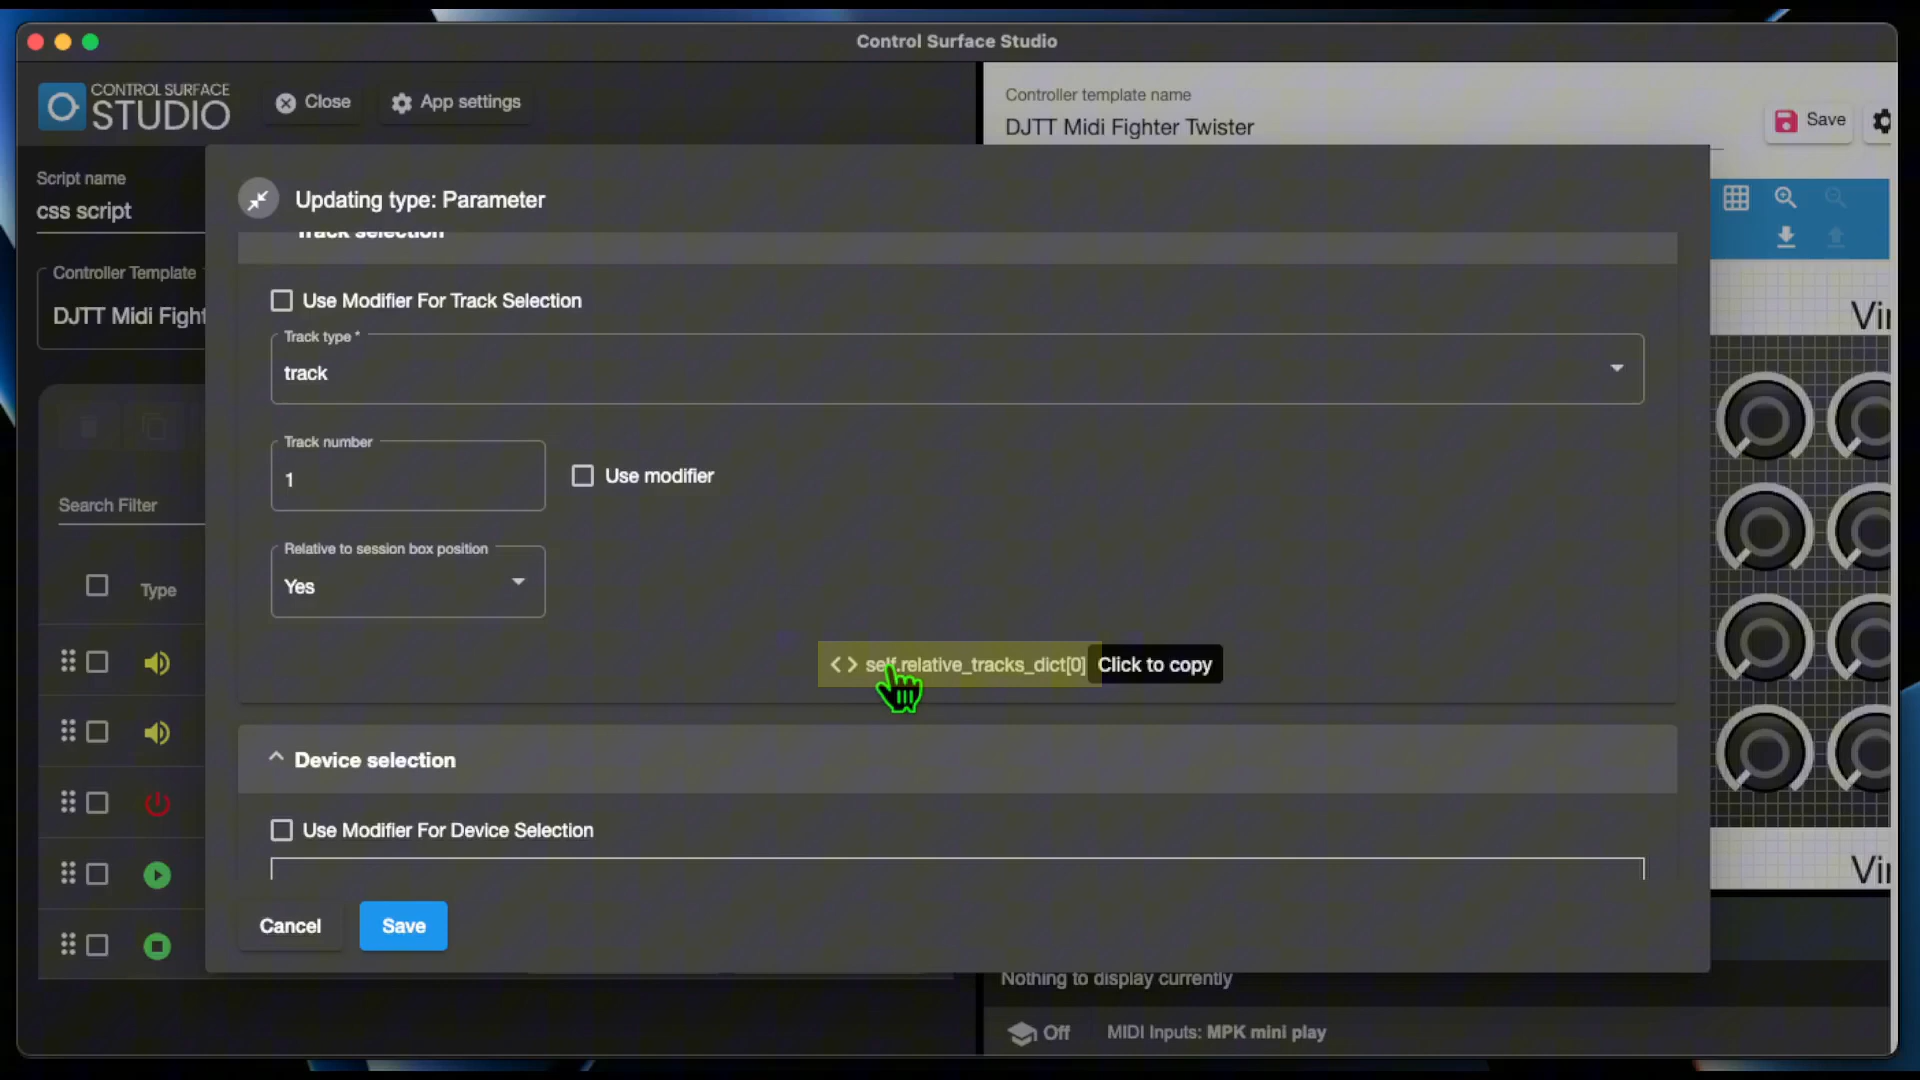 Control Surface Studio
CONTROL SURFACE
STUDIO
Close
App settings
Controller template name
DJTT Midi Fighter Twister
Save
Script name
css script
Updating type: Parameter
Track selection
Controller Template
DJTT Midi Fight
Use Modifier For Track Selection
Track type *
track
Track number
1
Use modifier
Search Filter
Relative to session box position
Yes
Type
<> self.relative_tracks_dict[0]
Click to copy
Device selection
Use Modifier For Device Selection
Cancel
Save
Vir
Vir
Nothing to display currently
Off
MIDI Inputs: MPK mini play